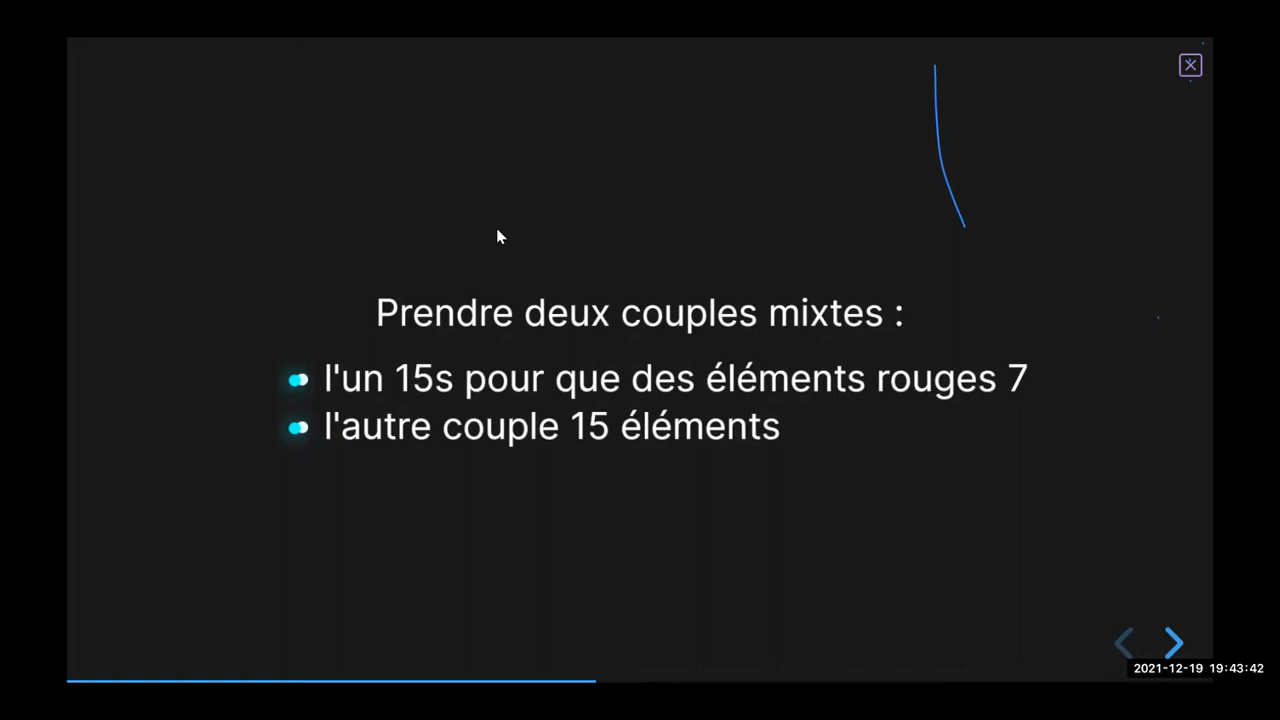 Prendre deux couples mixtes :
l'un 15s pour que des éléments rouges 7
l'autre couple 15 éléments
2021-12-19 19:43:42